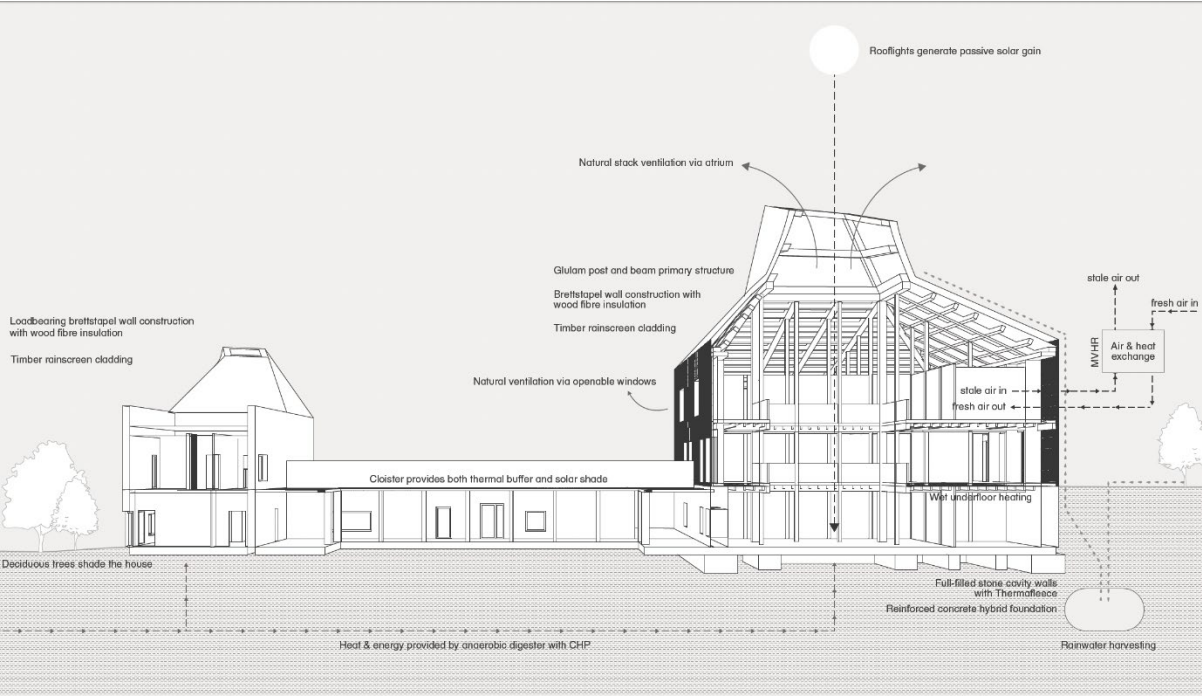 Rooflights generate passive solar gain
Natural stack ventilation via atrium
Glulam post and beam primary structure
Brettstapel wall construction with
wood fibre insulation
Timber rainscreen cladding
Natural ventilation via openable windows
stale air out
fresh air in
MVHR
Air & heat
exchange
stale air in
fresh air out
Loadbearing brettstapel wall construction
with wood fibre insulation
Timber rainscreen cladding
Cloister provides both thermal buffer and solar shade
Wet underfloor heating
Deciduous trees shade the house
Full-filled stone cavity walls
with Thermafleece
Reinforced concrete hybrid foundation
Heat & energy provided by anaerobic digester with CHP
Rainwater harvesting